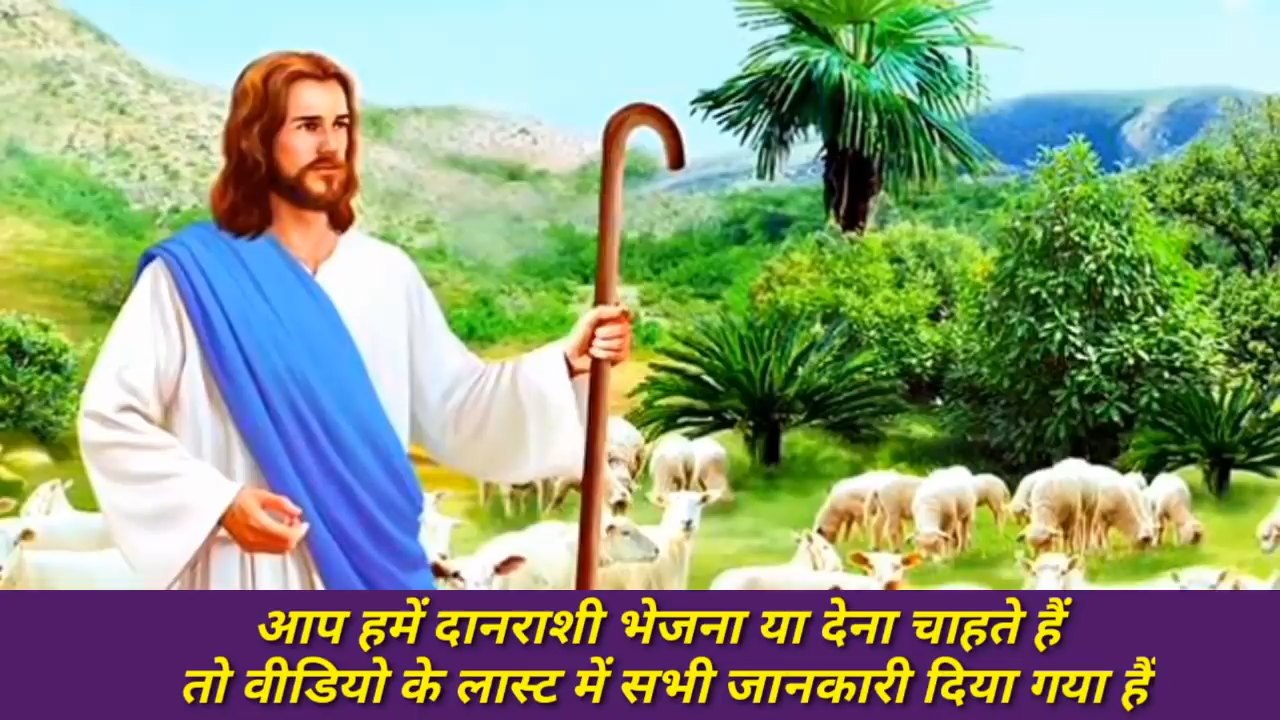 आप हमें दानराशी भेजना या देना चाहते हैं
तो वीडियो के लास्ट में सभी जानकारी दिया गया हैं